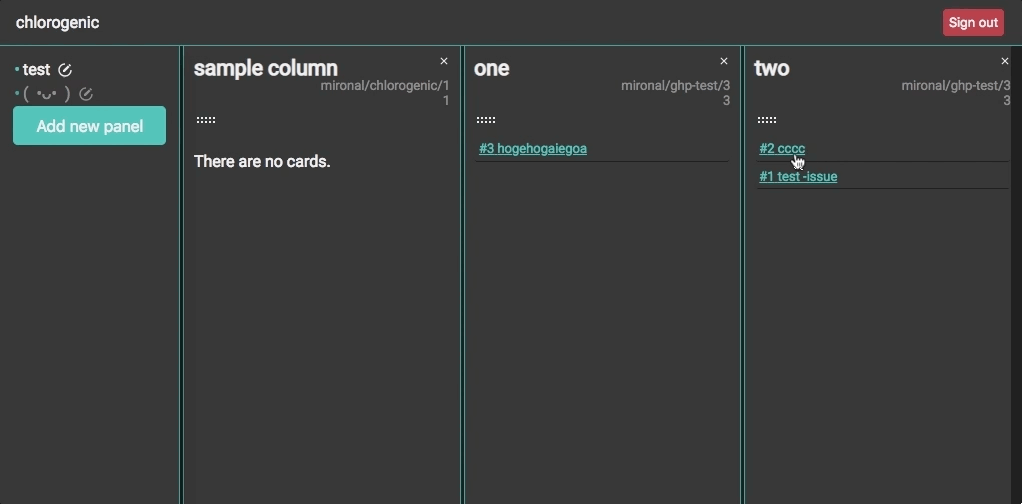 chlorogenic
Sign out
test
( •ᴗ• )
Add new panel
sample column
×
mironal/chlorogenic/1
1
There are no cards.
one
×
mironal/ghp-test/3
3
#3 hogehogaiegoa
two
×
mironal/ghp-test/3
3
#2 cccc
#1 test -issue